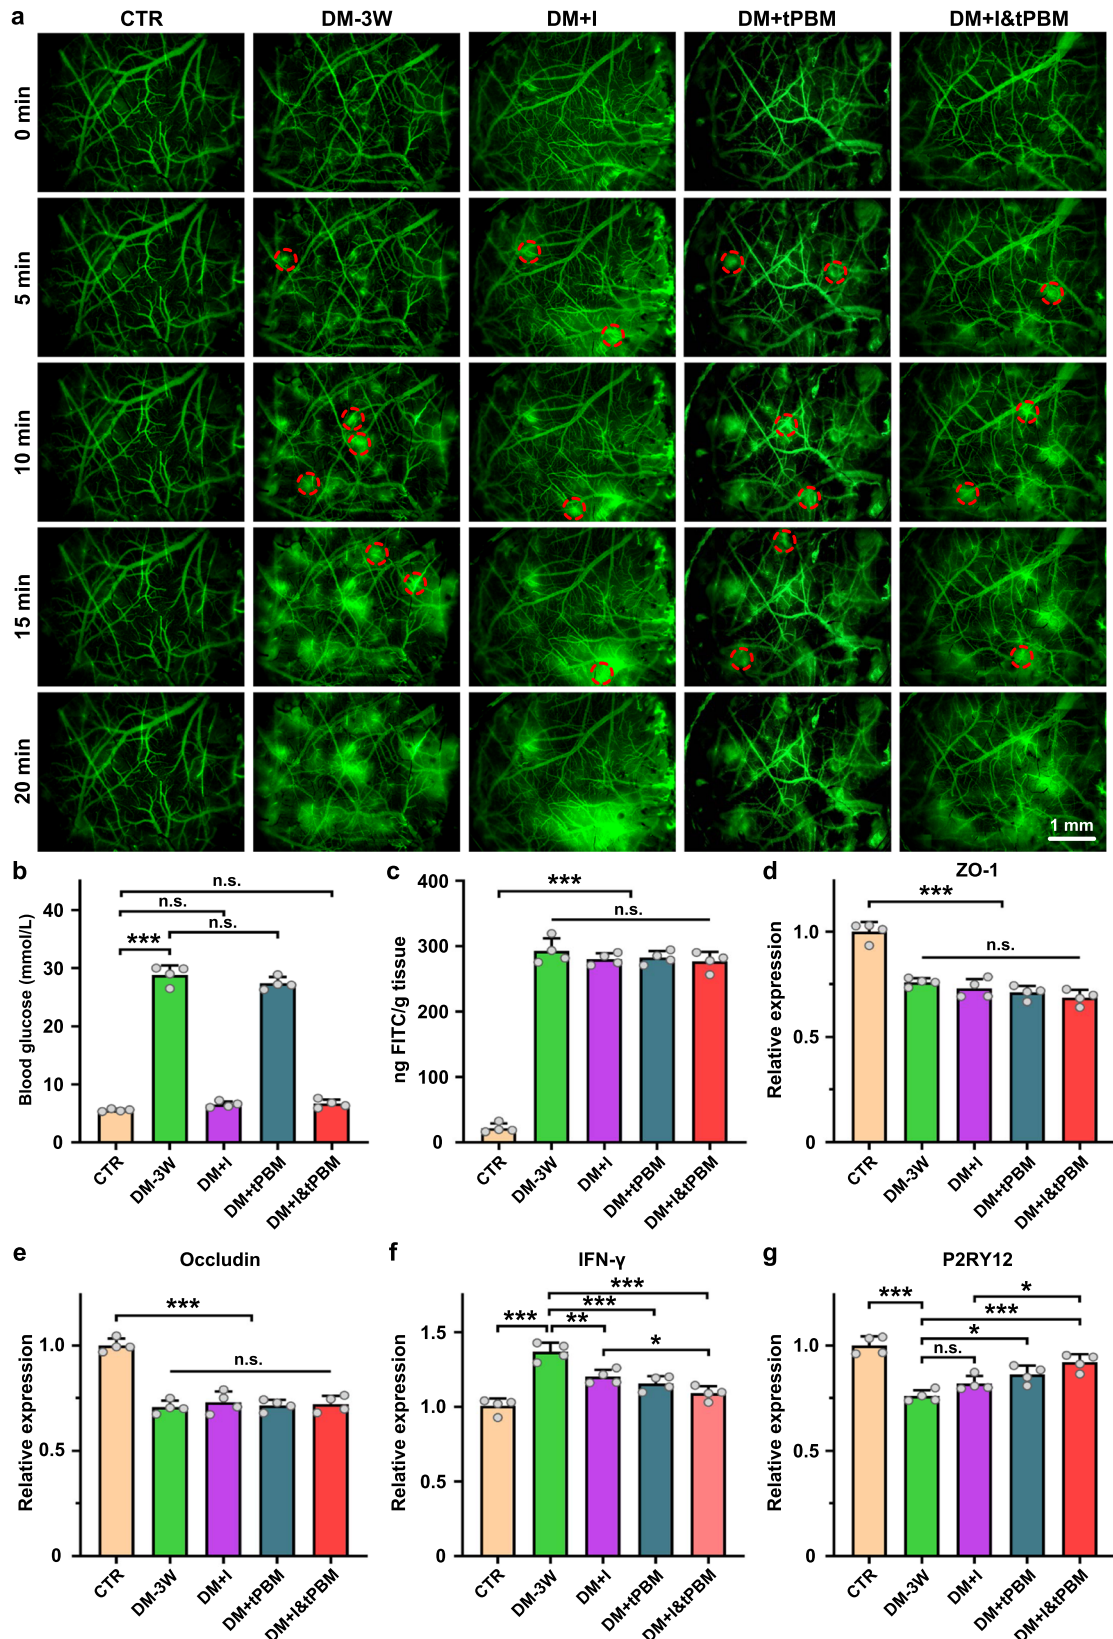 a
CTR
DM-3W
DM+I
DM+tPBM
DM+I&tPBM
0 min
5 min
10 min
15 min
20 min
1 mm
b
n.s.
n.s.
n.s.
***
Blood glucose (mmol/L)
40
30
20
10
0
CTR
DM-3W
DM+I
DM+tPBM
DM+I&tPBM
c
***
n.s.
ng FITC/g tissue
400
300
200
100
0
CTR
DM-3W
DM+I
DM+tPBM
DM+I&tPBM
d
ZO-1
***
n.s.
Relative expression
1.0
0.5
0
CTR
DM-3W
DM+I
DM+tPBM
DM+I&tPBM
e
Occludin
***
n.s.
Relative expression
1.0
0.5
0
CTR
DM-3W
DM+I
DM+tPBM
DM+I&tPBM
f
IFN-γ
***
***
*** **
*
Relative expression
1.5
1.0
0.5
0
CTR
DM-3W
DM+I
DM+tPBM
DM+I&tPBM
g
P2RY12
*
***
***
*
n.s.
Relative expression
1.0
0.5
0
CTR
DM-3W
DM+I
DM+tPBM
DM+I&tPBM